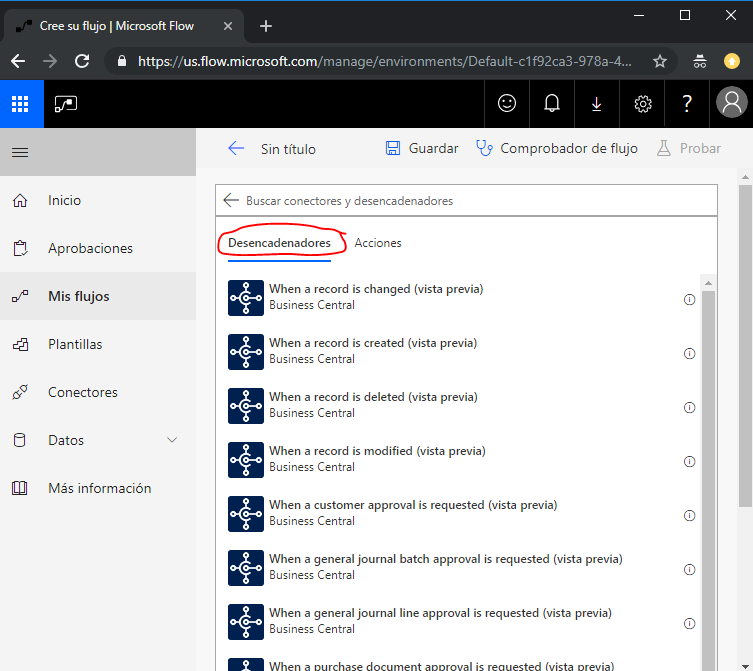 Cree su flujo | Microsoft Flow
https://us.flow.microsoft.com/manage/environments/Default-c1f92ca3-978a-4...
Sin título Guardar Comprobador de flujo Probar
Inicio
Aprobaciones
Mis flujos
Plantillas
Conectores
Datos
Más información
Buscar conectores y desencadenadores
Desencadenadores Acciones
When a record is changed (vista previa)
Business Central
When a record is created (vista previa)
Business Central
When a record is deleted (vista previa)
Business Central
When a record is modified (vista previa)
Business Central
When a customer approval is requested (vista previa)
Business Central
When a general journal batch approval is requested (vista previa)
Business Central
When a general journal line approval is requested (vista previa)
Business Central
When a purchase document approval is requested (vista previa)